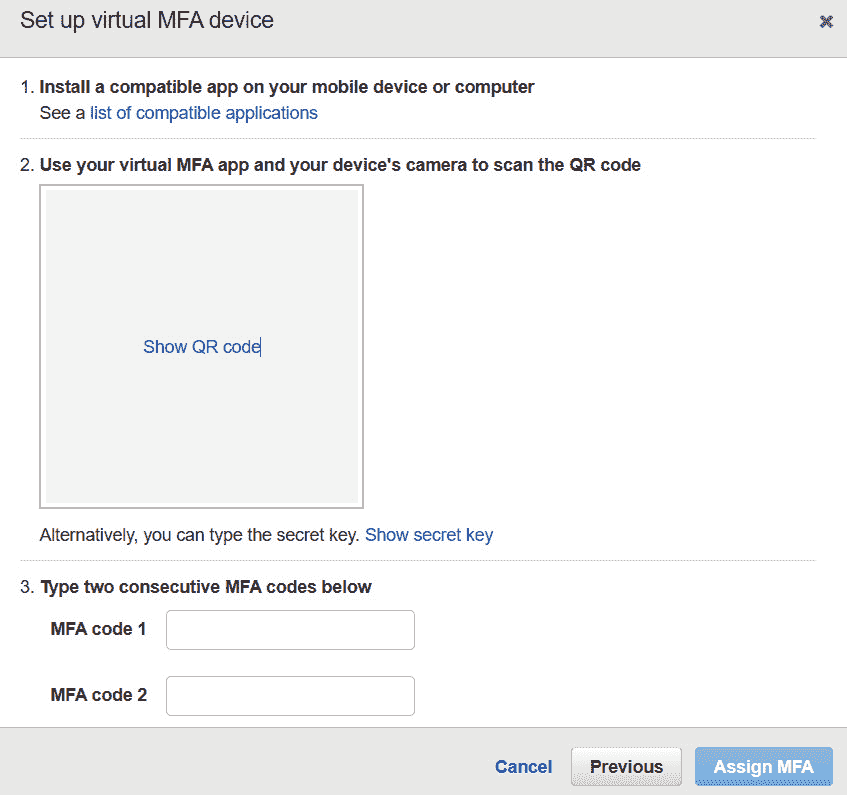 Set up virtual MFA device
1. Install a compatible app on your mobile device or computer
See a list of compatible applications
2. Use your virtual MFA app and your device's camera to scan the QR code
Show QR code
Alternatively, you can type the secret key. Show secret key
3. Type two consecutive MFA codes below
MFA code 1
MFA code 2
Cancel Previous Assign MFA